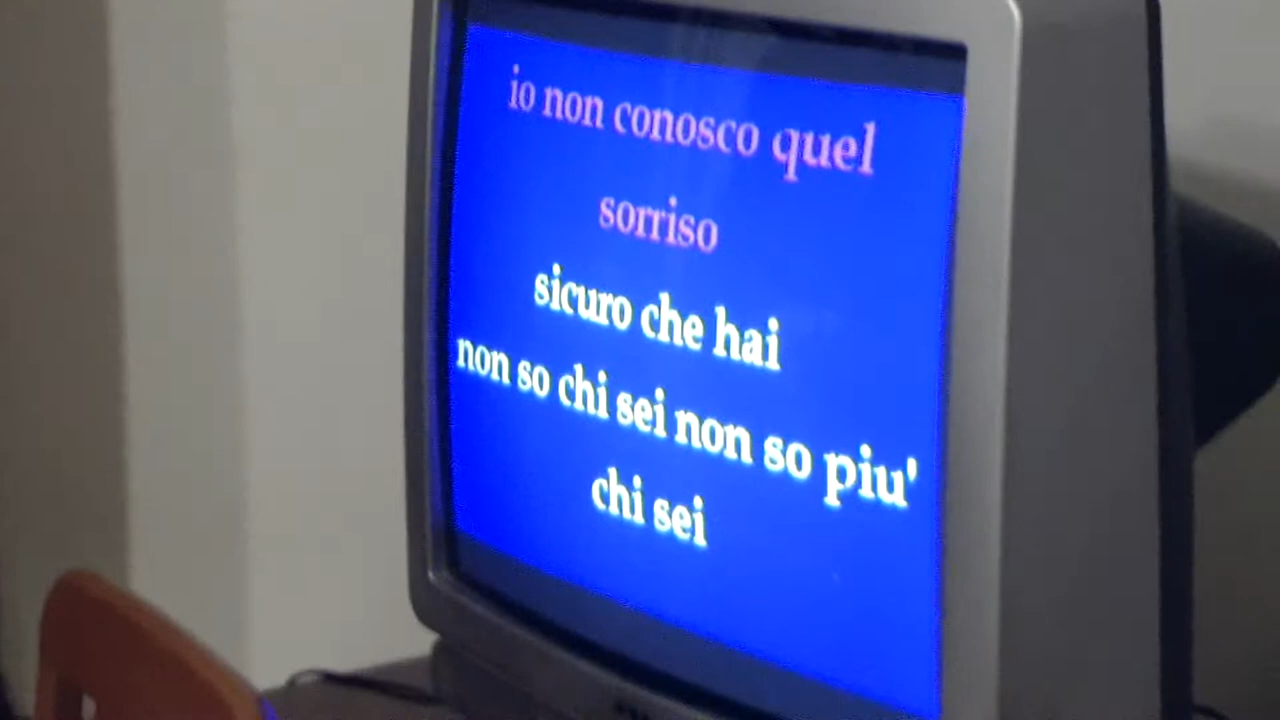 io non conosco quel
sorriso
sicuro che hai
non so chi sei non so piu'
chi sei